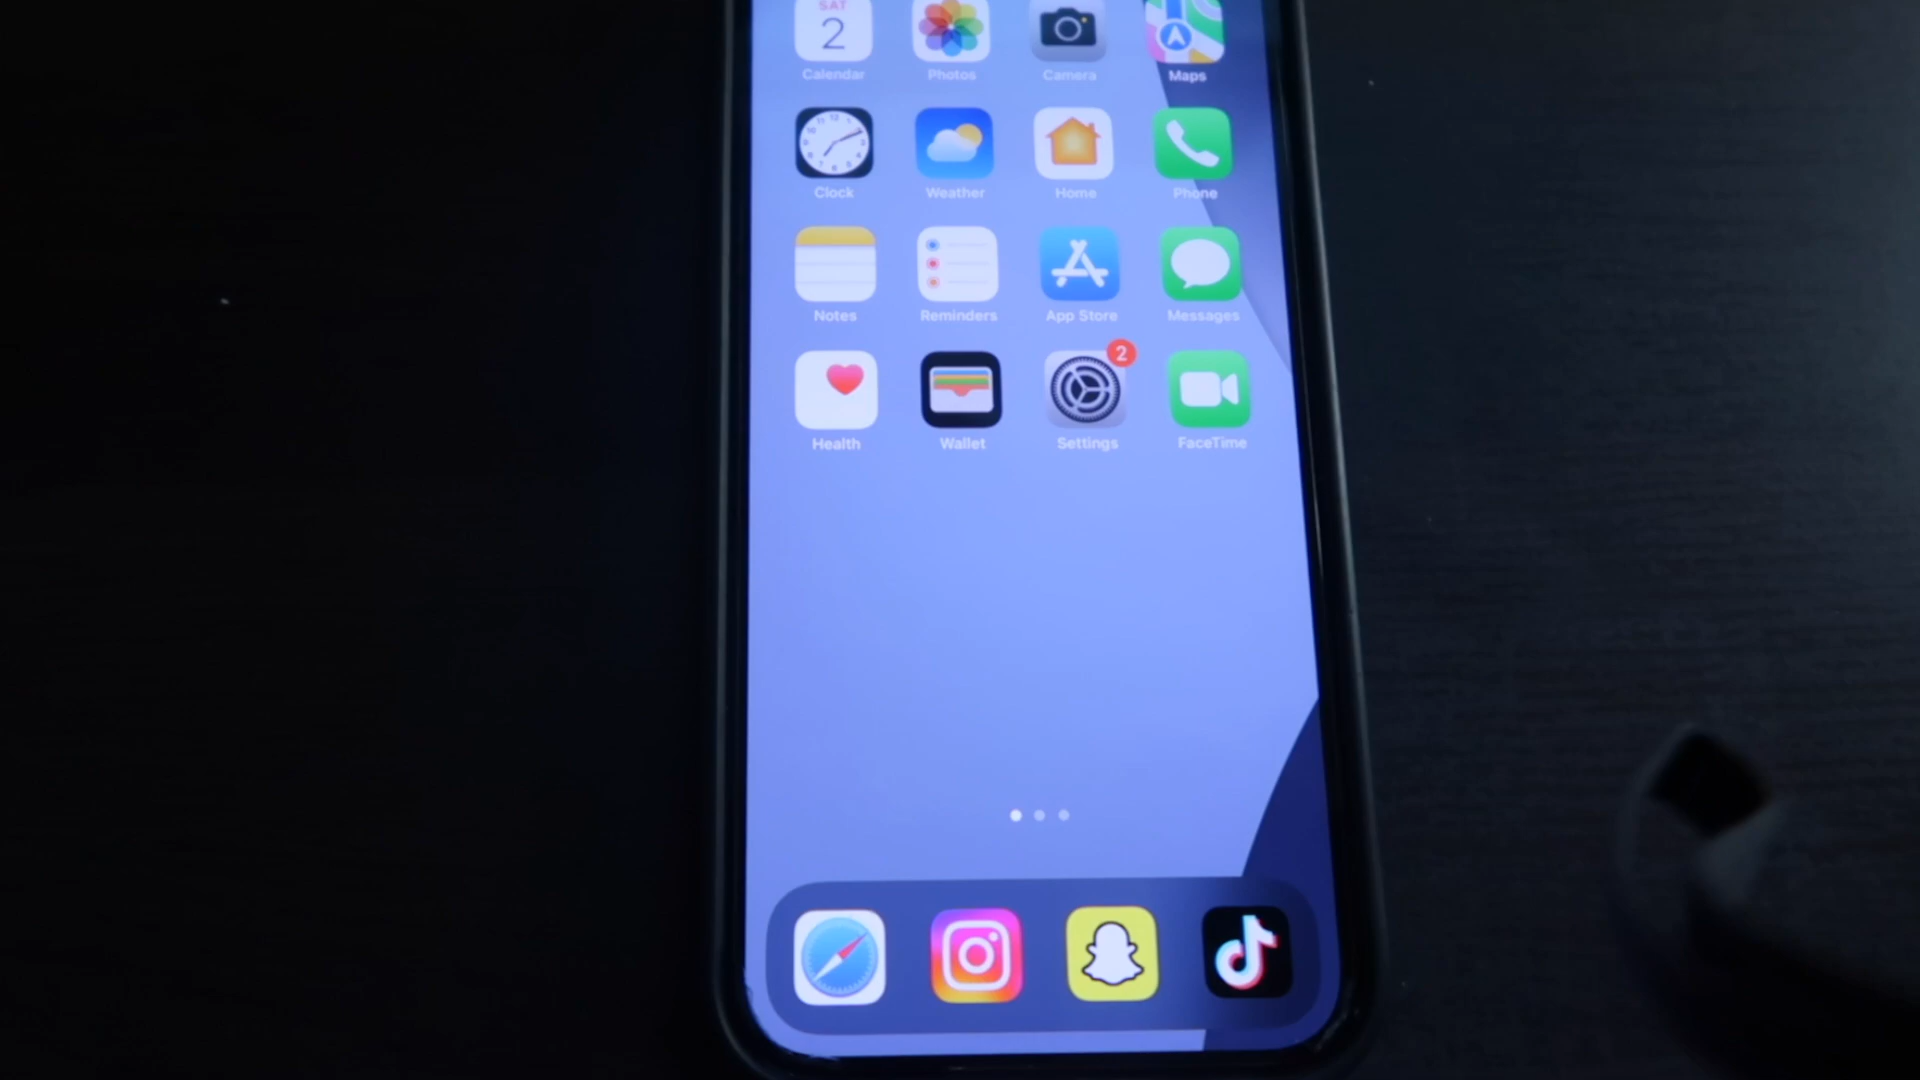 SAT
2
Calendar Photos Camera Maps
Clock Weather Home Phone
Notes Reminders App Store Messages
2
Health Wallet Settings FaceTime